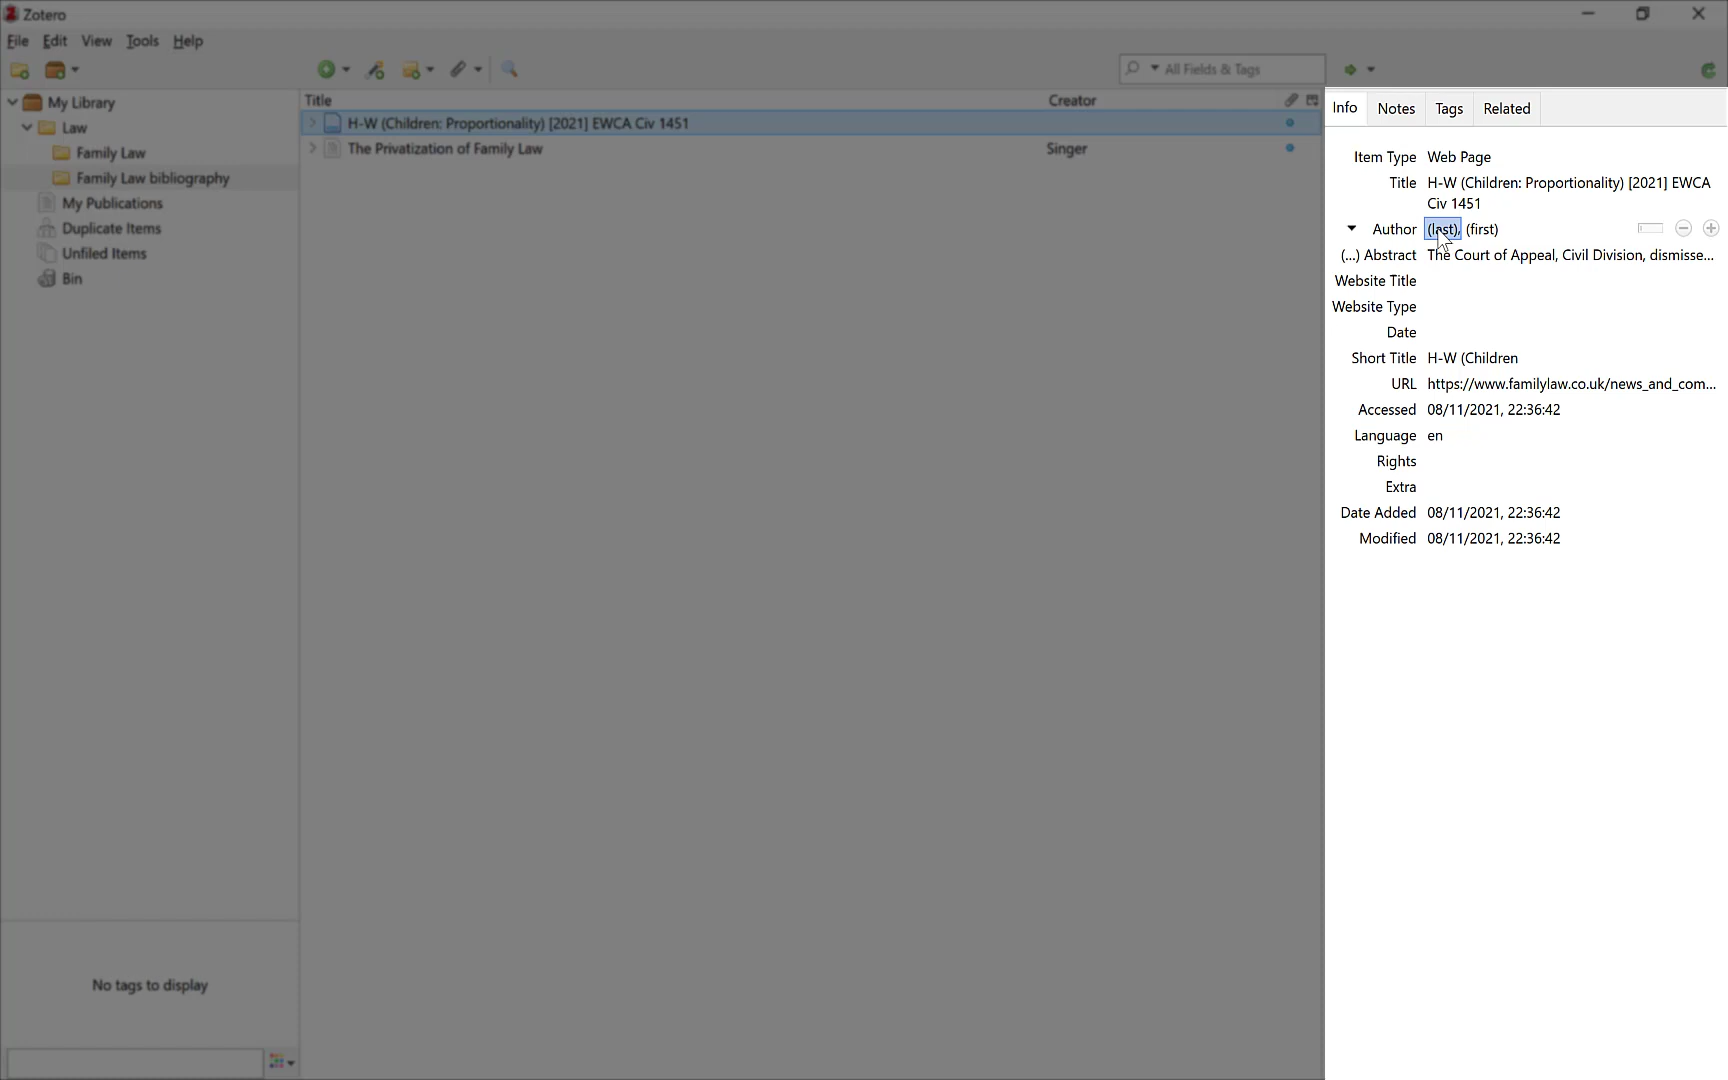 Zotero
File Edit View Tools Help
All Fields & Tags
My Library
Law
Family Law
Family Law bibliography
My Publications
Duplicate Items
Unfiled Items
Bin
No tags to display
Title Creator
H-W (Children: Proportionality) [2021] EWCA Civ 1451
The Privatization of Family Law Singer
Info Notes Tags Related
Item Type Web Page
Title H-W (Children: Proportionality) [2021] EWCA
Civ 1451
Author (last), (first)
(...) Abstract The Court of Appeal, Civil Division, dismisse...
Website Title
Website Type
Date
Short Title H-W (Children
URL https://www.familylaw.co.uk/news_and_com...
Accessed 08/11/2021, 22:36:42
Language en
Rights
Extra
Date Added 08/11/2021, 22:36:42
Modified 08/11/2021, 22:36:42